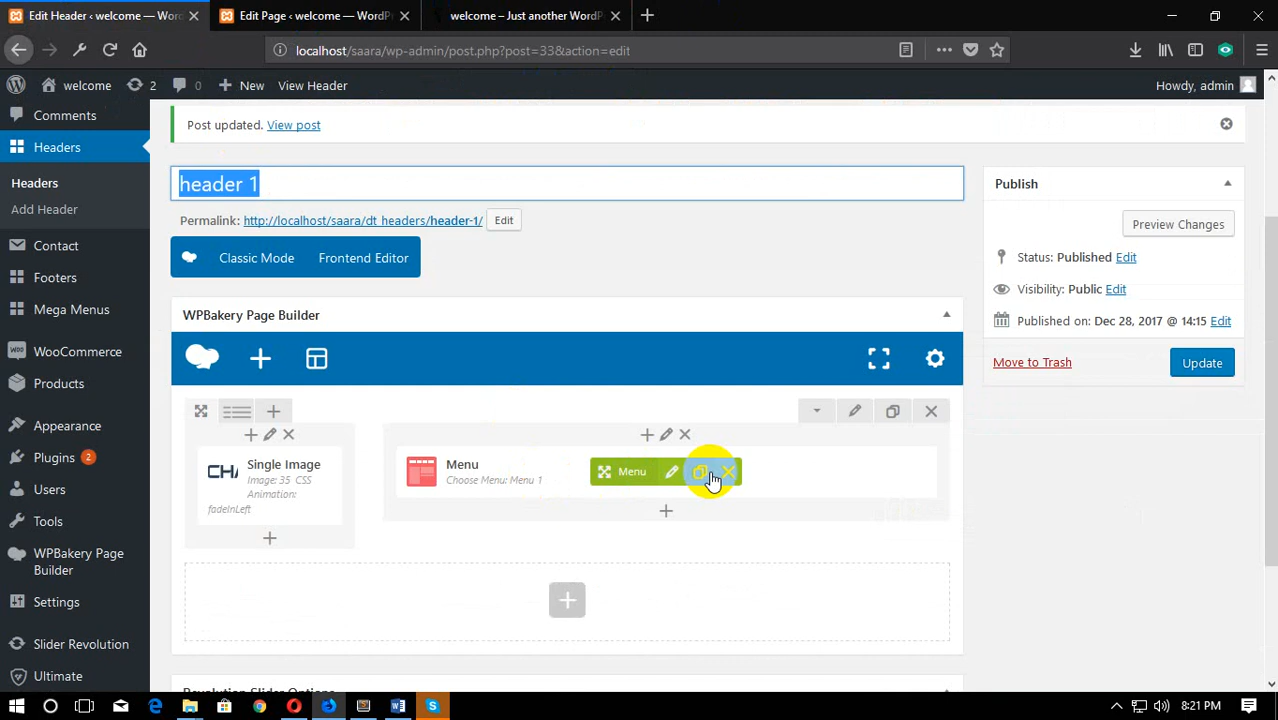 Edit Header ‹ welcome — Wor
Edit Page ‹ welcome — WordPr
welcome – Just another WordP
localhost/saara/wp-admin/post.php?post=33&action=edit
welcome
2
0
New
View Header
Howdy, admin
Comments
Headers
Headers
Add Header
Contact
Footers
Mega Menus
WooCommerce
Products
Appearance
Plugins 2
Users
Tools
WPBakery Page
Builder
Settings
Slider Revolution
Ultimate
Post updated. View post
header 1
Permalink: http://localhost/saara/dt_headers/header-1/ Edit
Classic Mode
Frontend Editor
WPBakery Page Builder
Single Image
Image: 35 CSS
Animation:
fadeInLeft
CHA
Menu
Choose Menu: Menu 1
Menu
Revolution Slider Options
Publish
Preview Changes
Status: Published Edit
Visibility: Public Edit
Published on: Dec 28, 2017 @ 14:15 Edit
Move to Trash
Update
8:21 PM